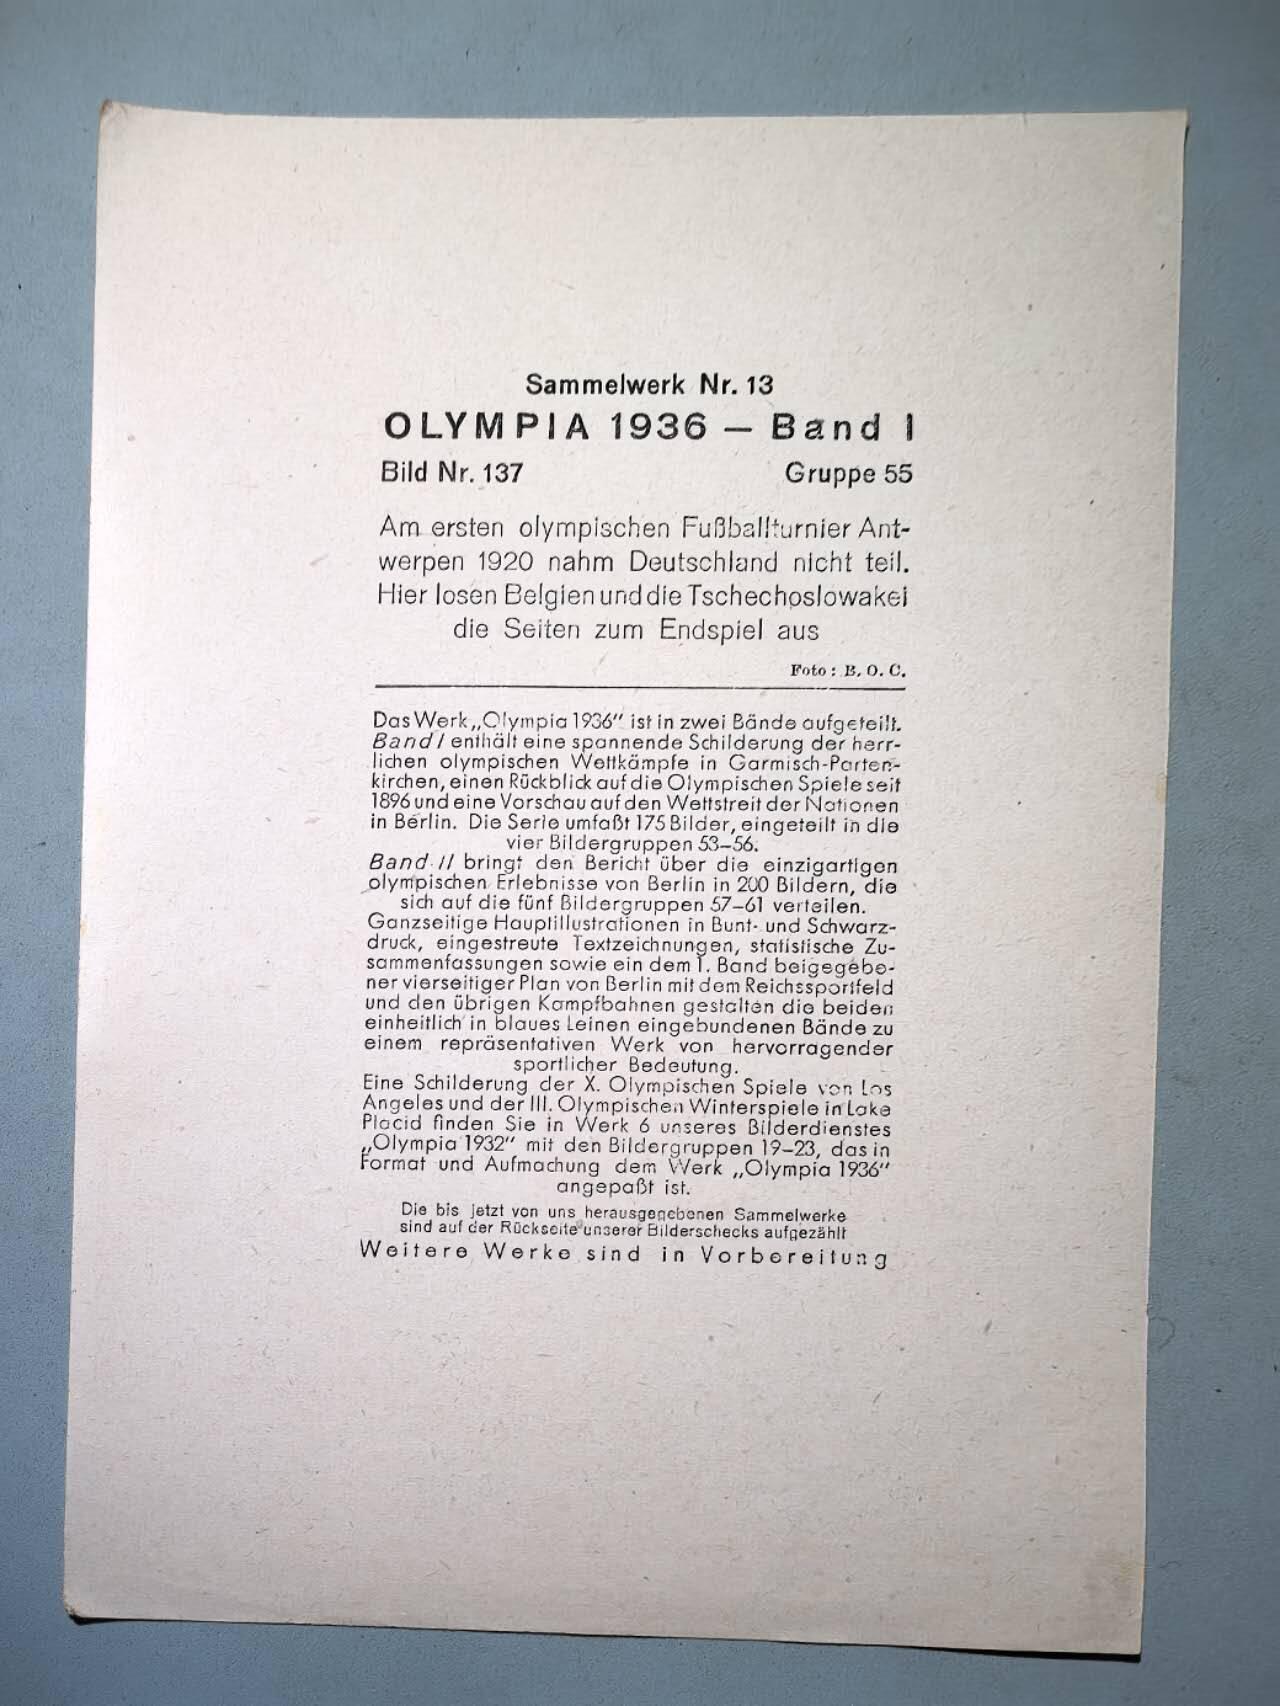 Sammelwerk Nr. 13
OLYMPIA 1936 — Band I
Bild Nr. 137 Gruppe 55
Am ersten olympischen Fußballturnier Ant-
werpen 1920 nahm Deutschland nicht teil.
Hier losen Belgien und die Tschechoslowakei
die Seiten zum Endspiel aus
Foto: B. O. C.
Das Werk „Olympia 1936“ ist in zwei Bände aufgeteilt.
Band I enthält eine spannende Schilderung der herr-
lichen olympischen Wettkämpfe in Garmisch-Parten-
kirchen, einen Rückblick auf die Olympischen Spiele seit
1896 und eine Vorschau auf den Wettstreit der Nationen
in Berlin. Die Serie umfaßt 175 Bilder, eingeteilt in die
vier Bildergruppen 53–56.
Band II bringt den Bericht über die einzigartigen
olympischen Erlebnisse von Berlin in 200 Bildern, die
sich auf die fünf Bildergruppen 57–61 verteilen.
Ganzseitige Hauptillustrationen in Bunt- und Schwarz-
druck, eingestreute Textzeichnungen, statistische Zu-
sammenfassungen sowie ein dem 1. Band beigegebe-
ner vierseitiger Plan von Berlin mit dem Reichssportfeld
und den übrigen Kampfbahnen gestalten die beiden
einheitlich in blaues Leinen eingebundenen Bände zu
einem repräsentativen Werk von hervorragender
sportlicher Bedeutung.
Eine Schilderung der X. Olympischen Spiele von Los
Angeles und der III. Olympischen Winterspiele in Lake
Placid finden Sie in Werk 6 unseres Bilderdienstes
„Olympia 1932“ mit den Bildergruppen 19–23, das in
Format und Aufmachung dem Werk „Olympia 1936“
angepaßt ist.
Die bis jetzt von uns herausgegebenen Sammelwerke
sind auf der Rückseite unserer Bilderschecks aufgezählt
Weitere Werke sind in Vorbereitung